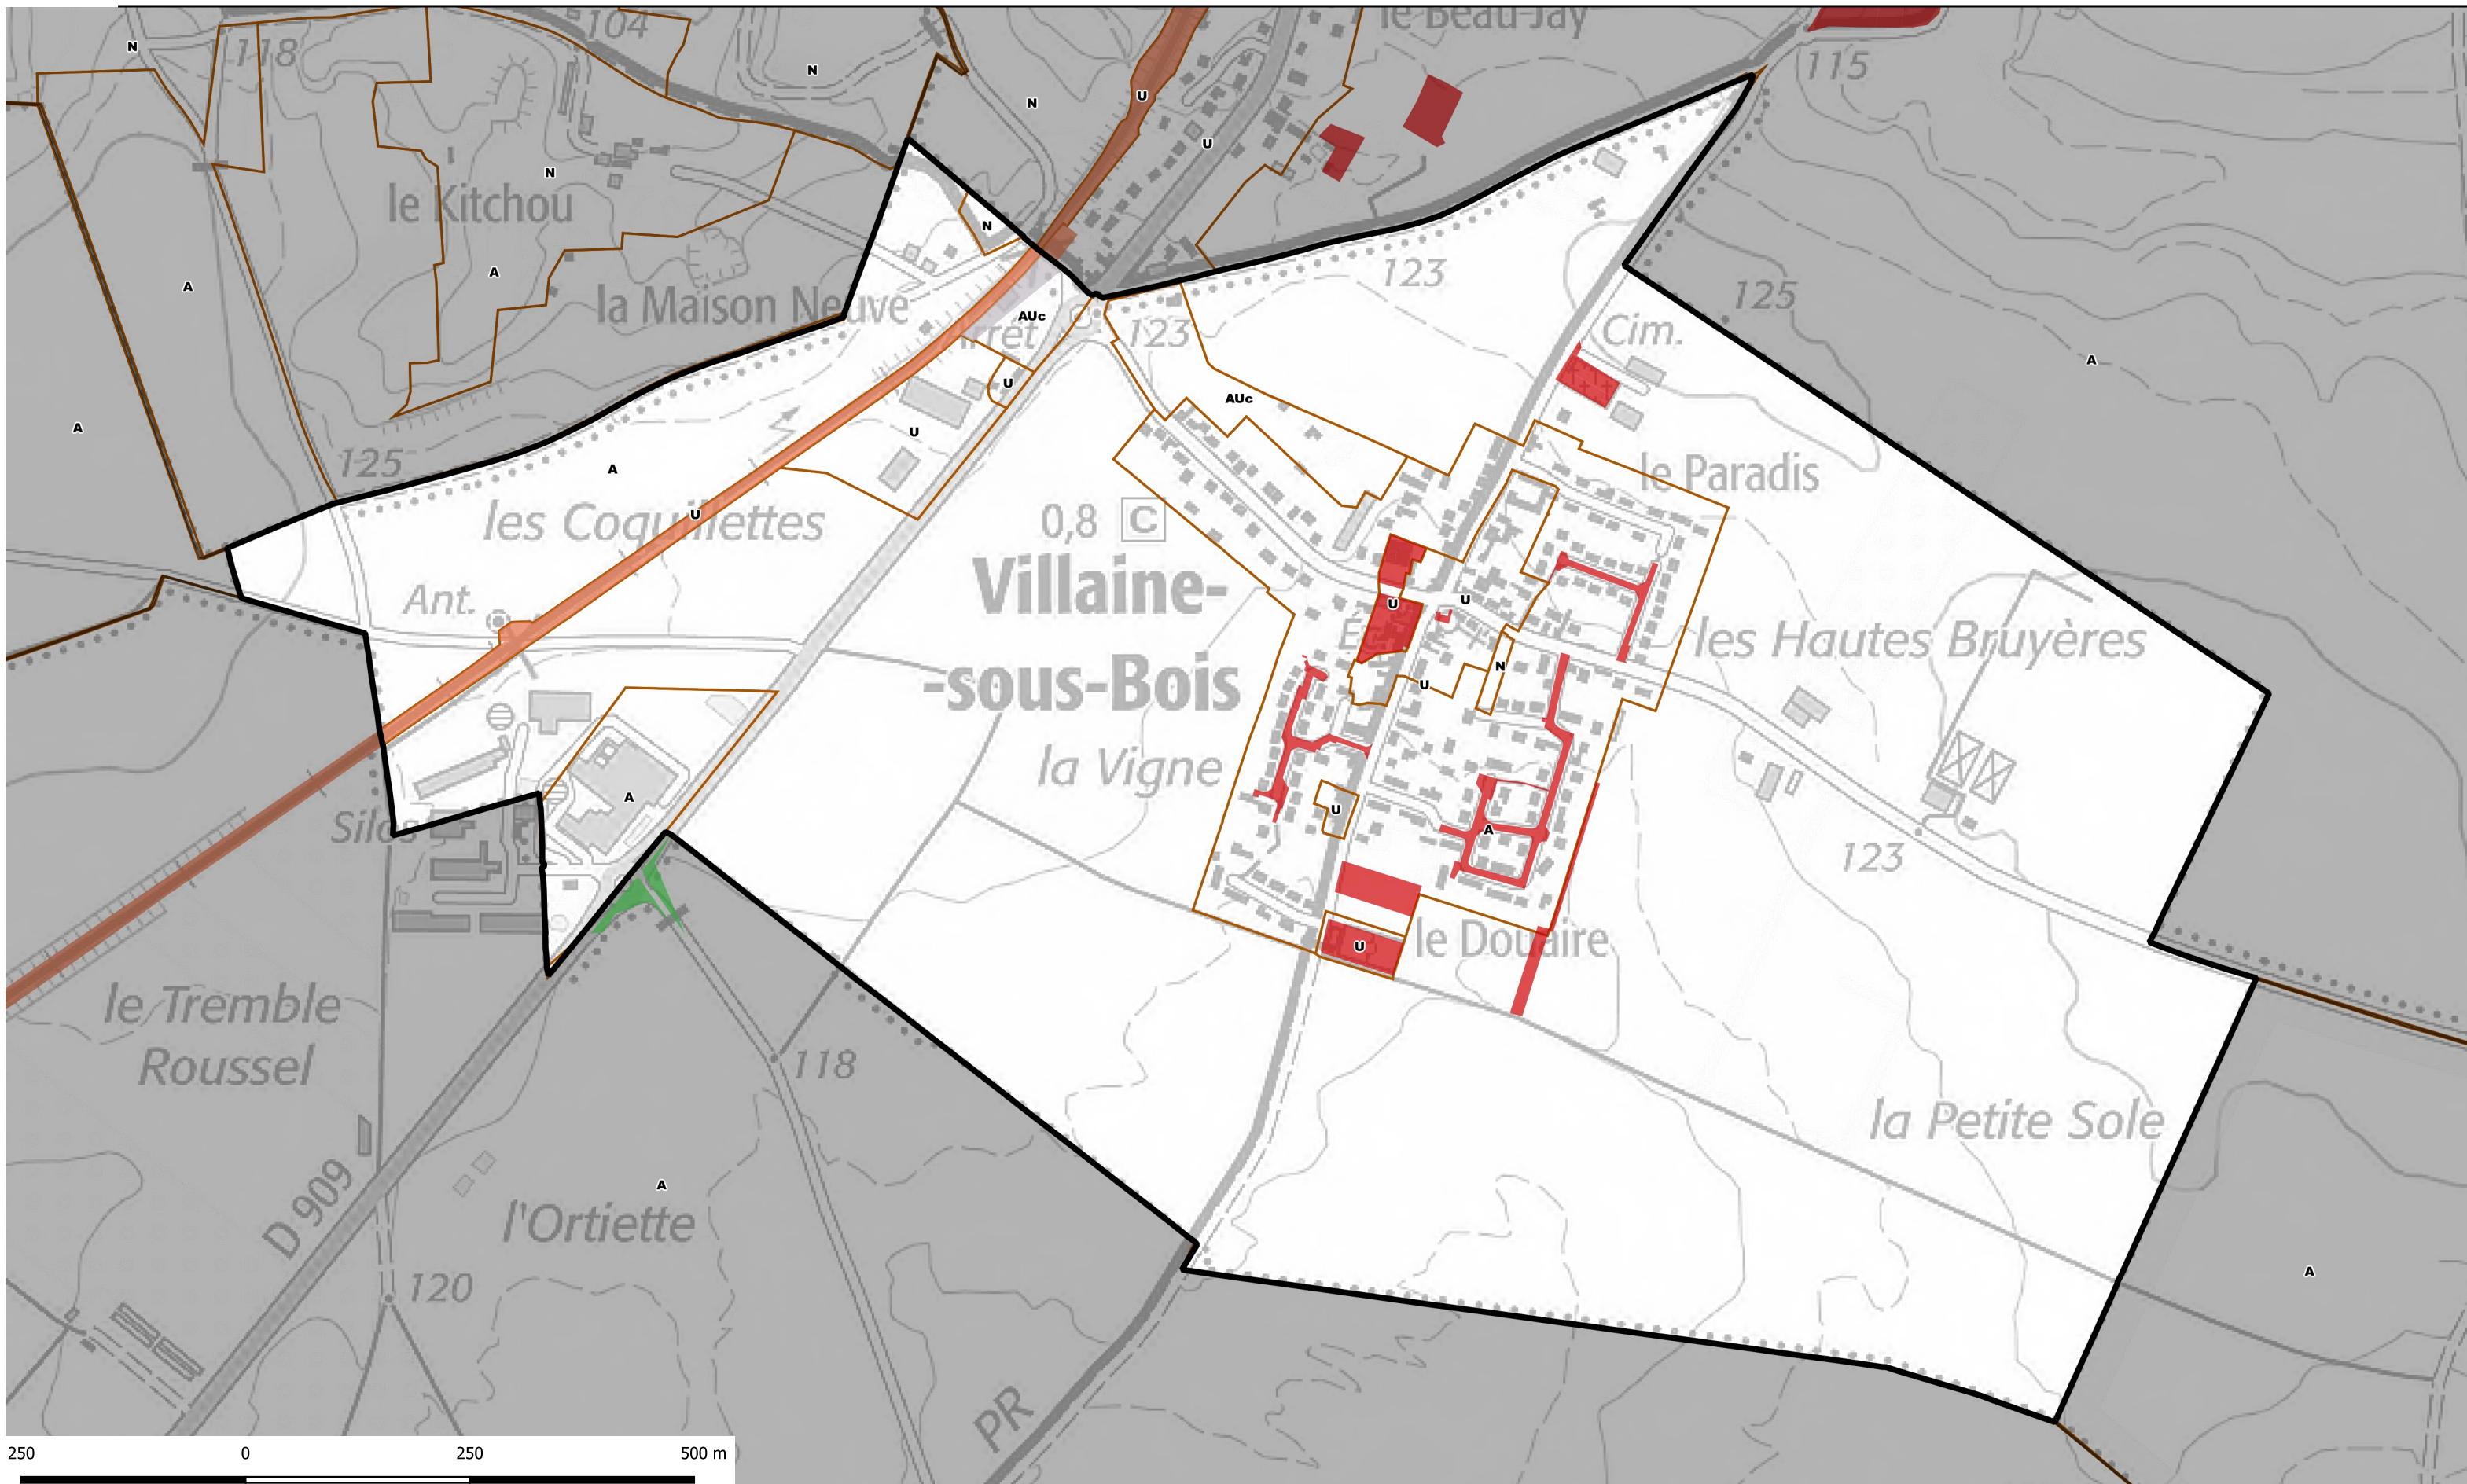 104
le Beau-Jay
N
118
N
115
U
N
U
N
le Kitchou
A
A
123
125
la Maison Neuve
AUc
Arrêt
123
Cim.
A
U
AUc
A
U
125
A
le Paradis
les Coquillettes
U
0,8 C
Villaine-
-sous-Bois
Ant.
U
U
N
U
les Hautes Bruyères
la Vigne
A
U
Silos
A
123
U
le Douaire
le Tremble
Roussel
118
la Petite Sole
D 909
A
l'Ortiette
120
A
PR
250 0 250 500 m